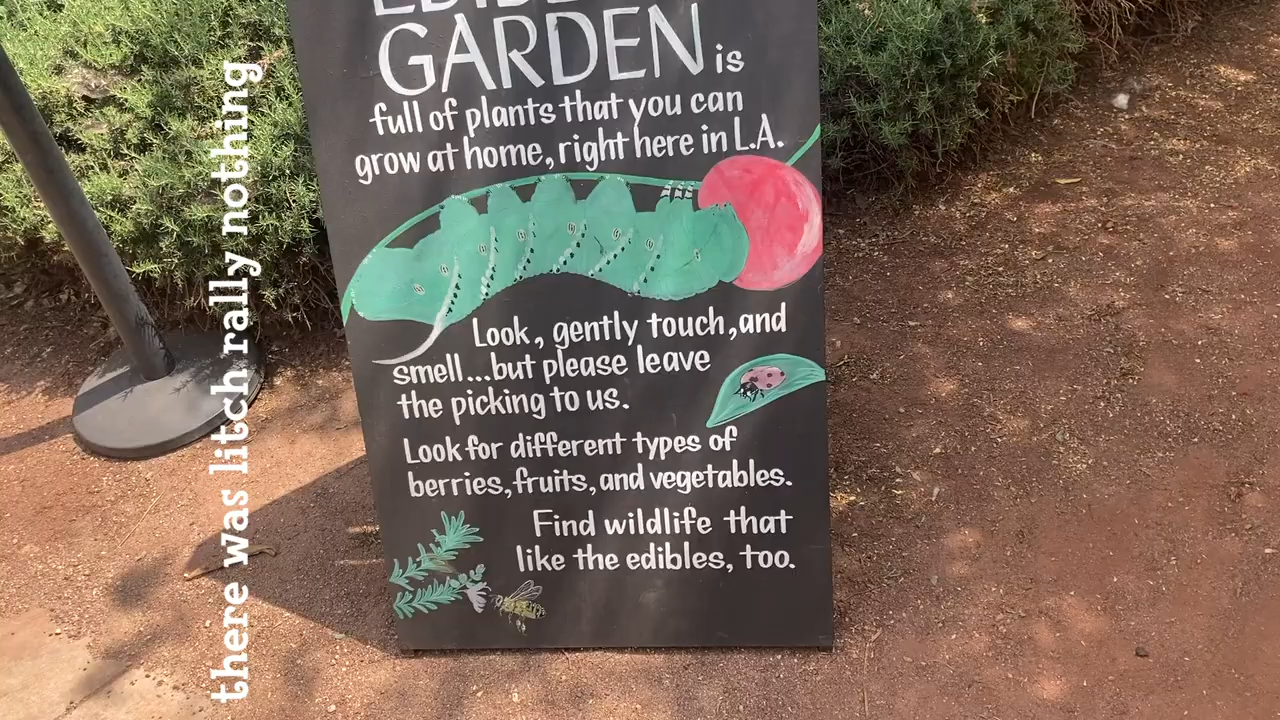 GARDEN is
full of plants that you can
grow at home, right here in L.A.
Look, gently touch, and
smell...but please leave
the picking to us.
Look for different types of
berries, fruits, and vegetables.
Find wildlife that
like the edibles, too.
there was litch rally nothing